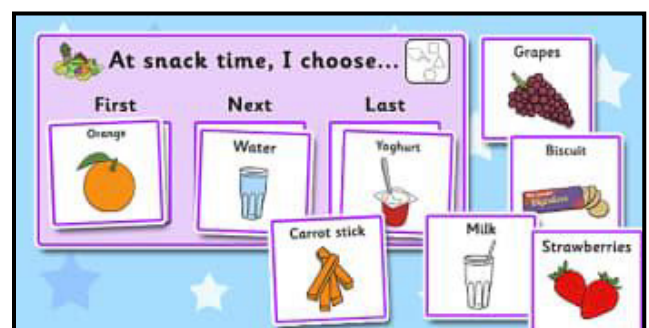 At snack time, I choose...
First Next Last
Orange
Water
Yoghurt
Grapes
Biscuit
Carrot stick
Milk
Strawberries